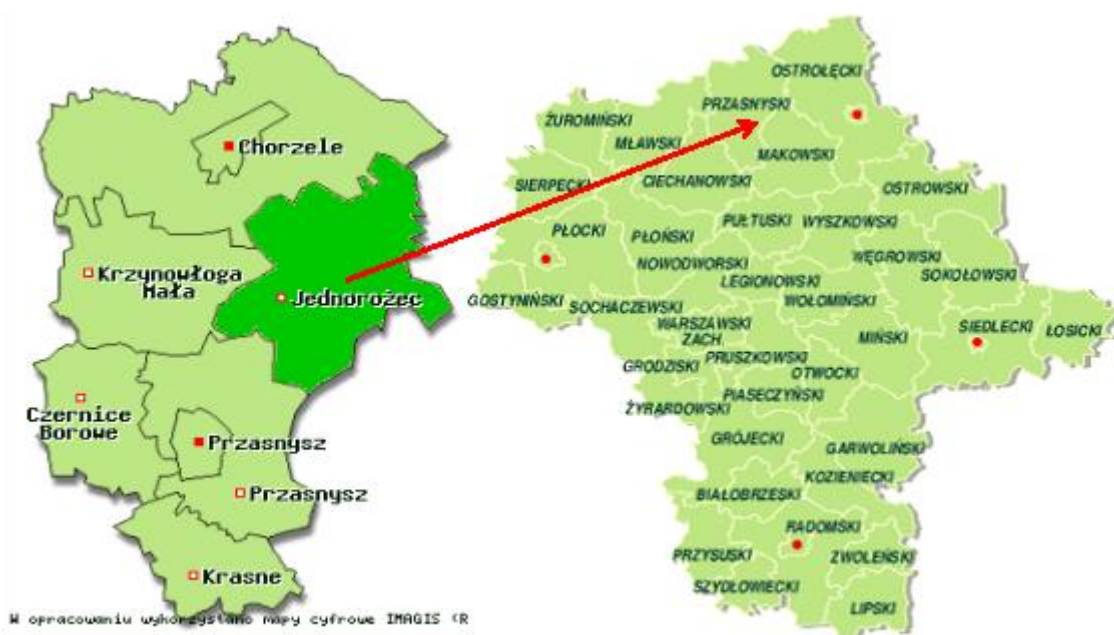 Chorzele
Krzynowłoga
Mała
Jednorożec
Czernice
Borowe
Przasnysz
Przasnysz
Krasne
W opracowaniu wykorzystano mapy cyfrowe IMAGIS (R
OSTROŁĘCKI
PRZASNYSKI
ŻUROMIŃSKI
MŁAWSKI
MAKOWSKI
CIECHANOWSKI
SIERPECKI
OSTROWSKI
PUŁTUSKI
WYSZKOWSKI
PŁOCKI
PŁOŃSKI
WĘGROWSKI
NOWODWORSKI
SOKOŁOWSKI
LEGIONOWSKI
GOSTYNIŃSKI
SOCHACZEWSKI
WOŁOMIŃSKI
WARSZAWSKI
ZACH
SIEDLECKI
ŁOSICKI
MIŃSKI
GRODZISKI
PRUSZKOWSKI
OTWOCKI
PIASECZYŃSKI
ŻYRARDOWSKI
GRÓJECKI
GARWOLIŃSKI
KOZIENIECKI
BIAŁOBRZESKI
RADOMSKI
PRZYSUSKI
ZWOLEŃSKI
SZYDŁOWIECKI
LIPSKI